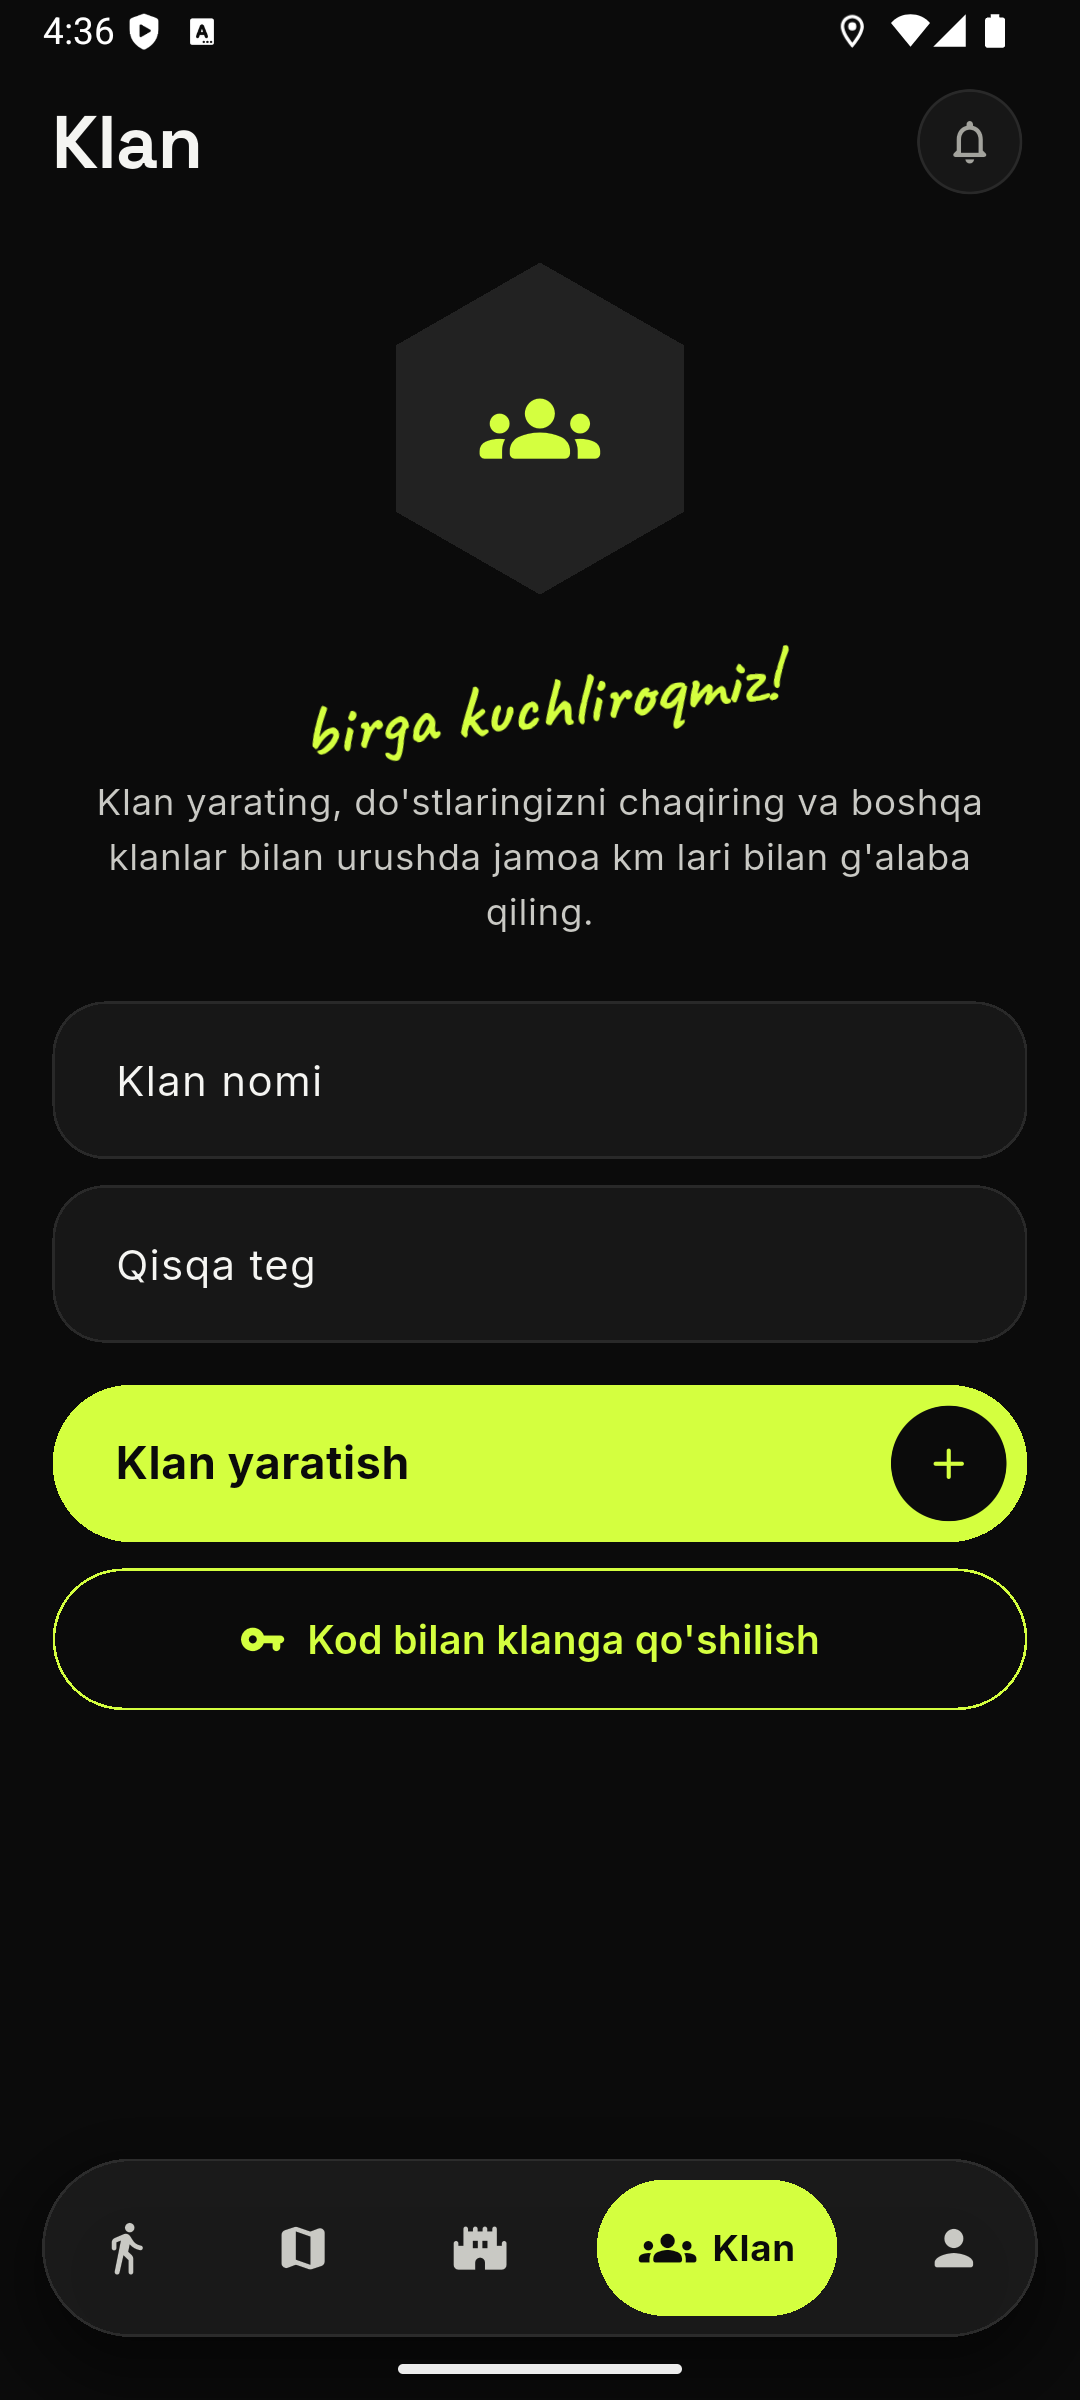 4:36
Klan
birga kuchliroqmiz!
Klan yarating, do'stlaringizni chaqiring va boshqa
klanlar bilan urushda jamoa km lari bilan g'alaba
qiling.
Klan nomi
Qisqa teg
Klan yaratish
Kod bilan klanga qo'shilish
Klan